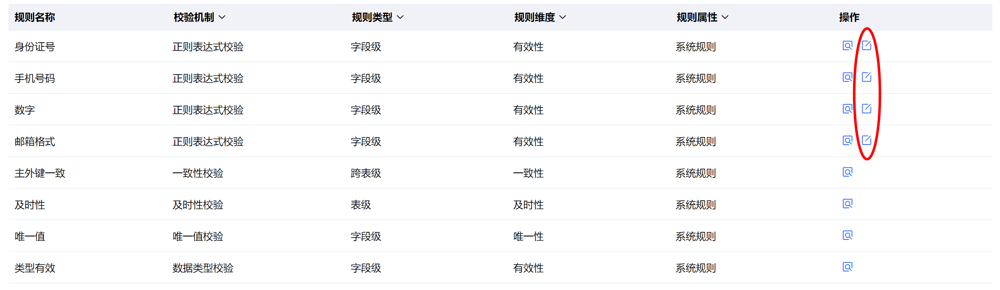 规则名称 校验机制 规则类型 规则维度 规则属性 操作
身份证号 正则表达式校验 字段级 有效性 系统规则
手机号码 正则表达式校验 字段级 有效性 系统规则
数字 正则表达式校验 字段级 有效性 系统规则
邮箱格式 正则表达式校验 字段级 有效性 系统规则
主外键一致 一致性校验 跨表级 一致性 系统规则
及时性 及时性校验 表级 及时性 系统规则
唯一值 唯一值校验 字段级 唯一性 系统规则
类型有效 数据类型校验 字段级 有效性 系统规则